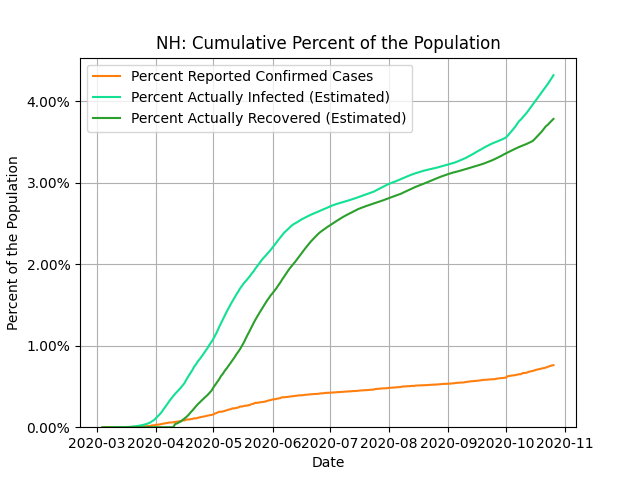 NH: Cumulative Percent of the Population
Percent Reported Confirmed Cases
Percent Actually Infected (Estimated)
Percent Actually Recovered (Estimated)
Percent of the Population
4.00%
3.00%
2.00%
1.00%
0.00%
2020-03 2020-04 2020-05 2020-06 2020-07 2020-08 2020-09 2020-10 2020-11
Date